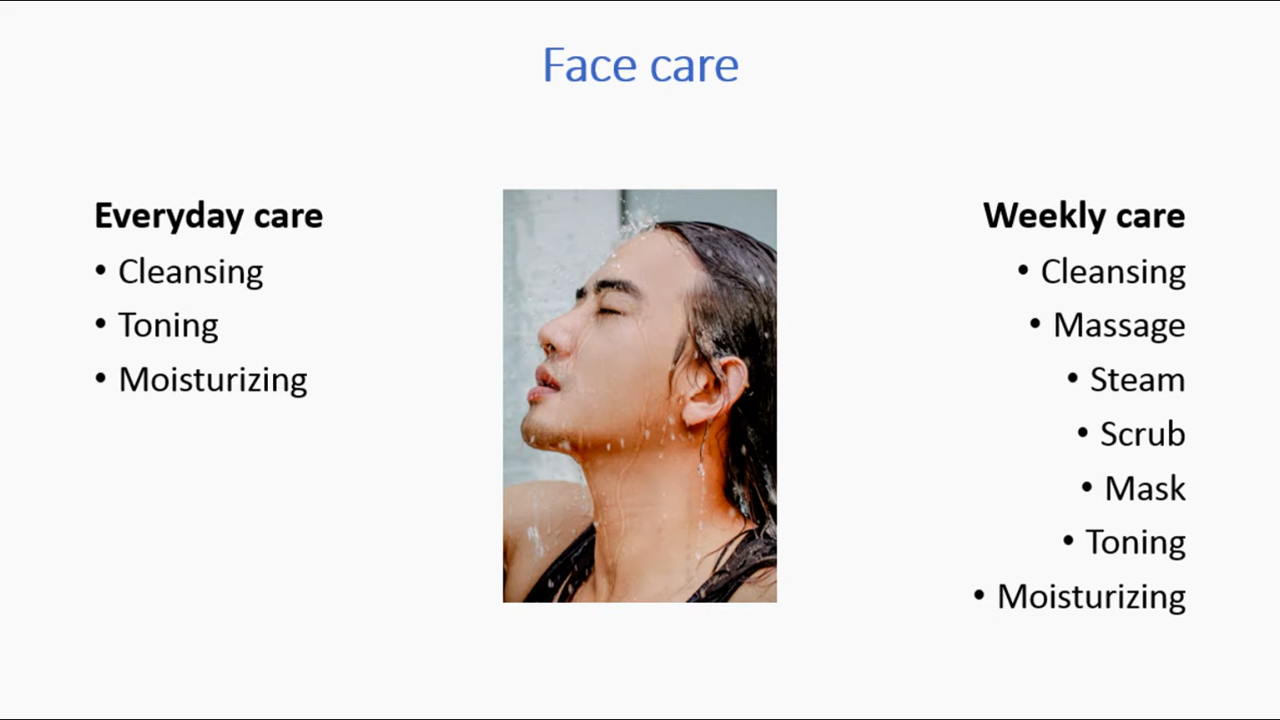 Face care
Everyday care
• Cleansing
• Toning
• Moisturizing
Weekly care
• Cleansing
• Massage
• Steam
• Scrub
• Mask
• Toning
• Moisturizing